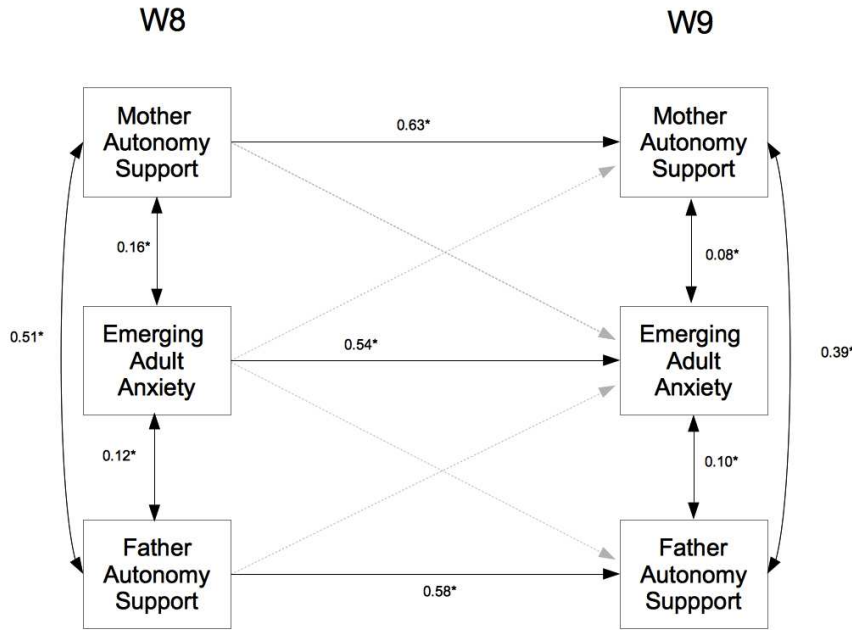 W8
W9
Mother
Autonomy
Support
0.63*
Mother
Autonomy
Support
0.16*
0.08*
0.51*
Emerging
Adult
Anxiety
0.54*
Emerging
Adult
Anxiety
0.39*
0.12*
0.10*
Father
Autonomy
Support
0.58*
Father
Autonomy
Suppport